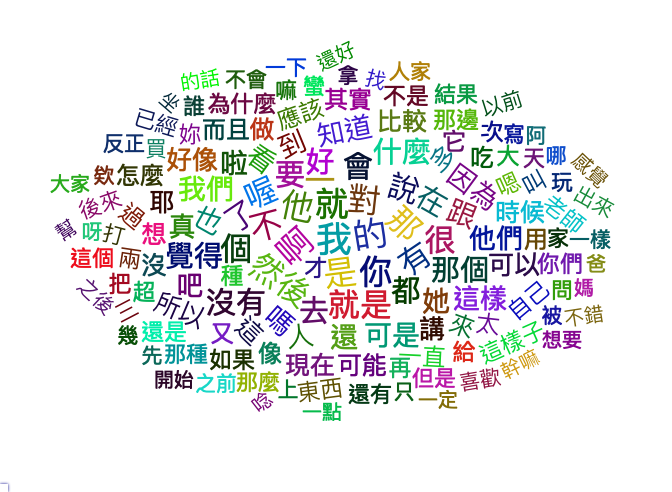 還好
一下
人家
的話
不會
嘛
蠻
拿
找
坐
誰
為什麼
應該
其實
不是
結果
以前
已經
妳
而且
做
到
知道
比較
那邊
它
次
寫
阿
反正
買
好像
啦
看
要
一
好
會
什麼
多
吃
大
天
哪
感覺
大家
欸
怎麼
我們
喔
他
就
對
說
在
因為
嗯
叫
玩
出來
後來
過
耶
也
了
不
啊
我
的
那
跟
時候
老師
幫
呀
打
想
真
覺得
個
是
你
有
很
他們
用
家
一樣
這個
兩
沒
種
然後
才
那個
可以
你們
爸
之後
把
超
吧
沒有
去
就是
都
她
這樣
自己
問
媽
三
所以
這
嗎
人
還
可是
講
來
太
被
不錯
幾
還是
又
這樣子
想要
先
那種
如果
像
現在
可能
再
一直
給
幹嘛
開始
之前
那麼
上
東西
還有
只
但是
喜歡
唸
一點
一定